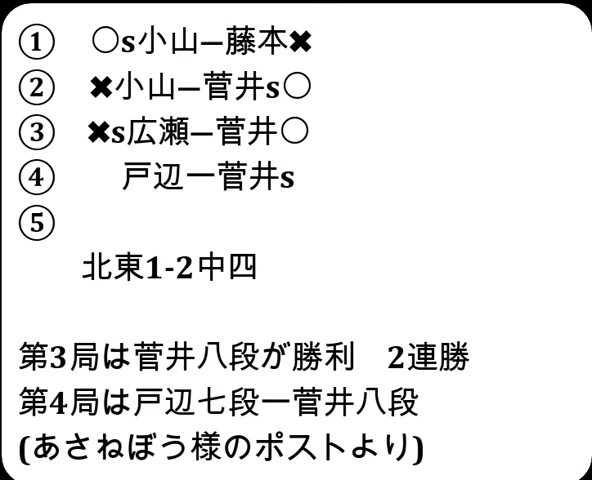 ① ○s小山—藤本✖
② ✖小山—菅井s○
③ ✖s広瀬—菅井○
④ 戸辺一菅井s
⑤
北東1-2中四
第3局は菅井八段が勝利　2連勝
第4局は戸辺七段一菅井八段
(あさねぼう様のポストより)